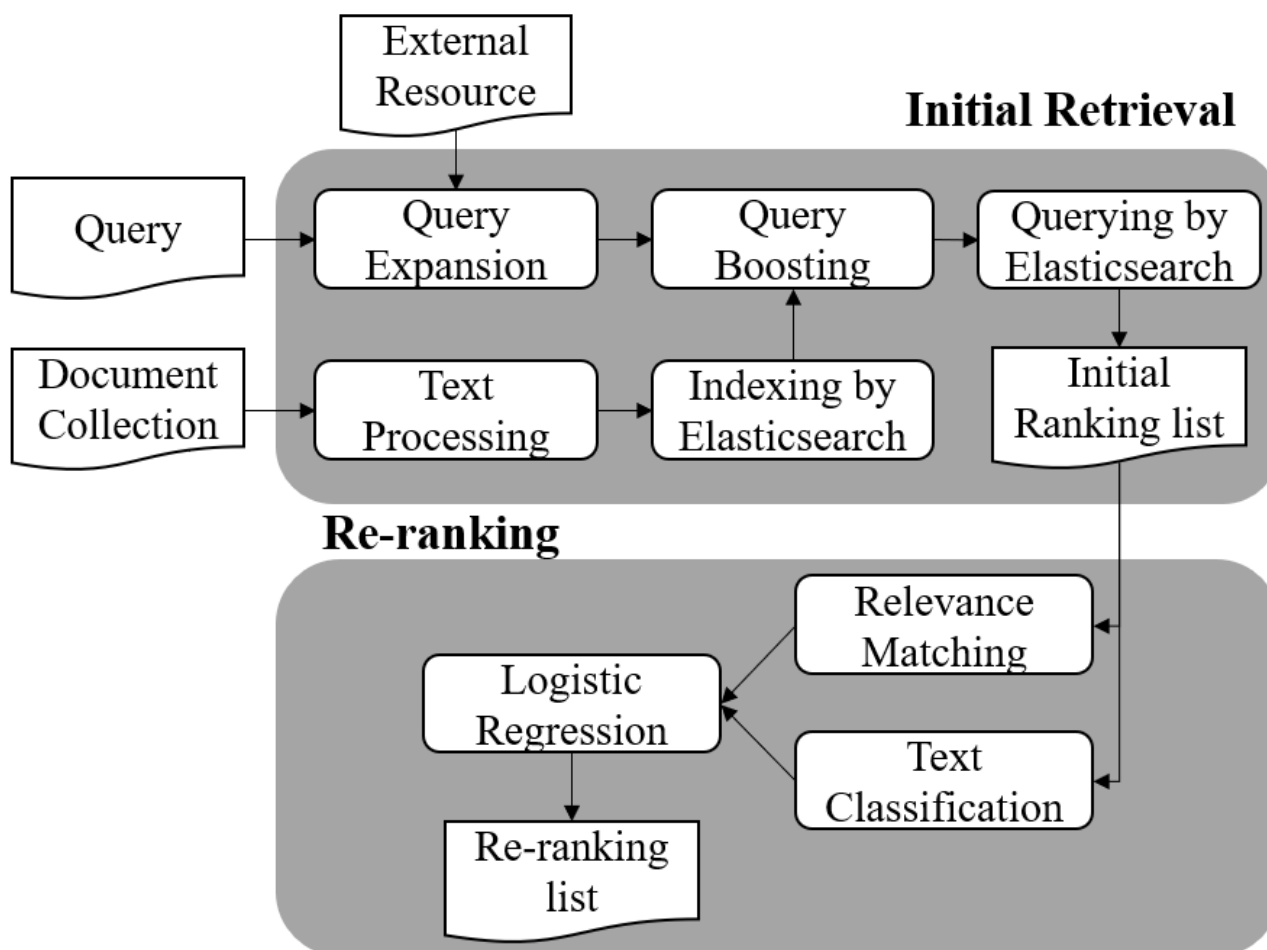 External
Resource
Initial Retrieval
Query
Query
Expansion
Query
Boosting
Querying by
Elasticsearch
Document
Collection
Text
Processing
Indexing by
Elasticsearch
Initial
Ranking list
Re-ranking
Relevance
Matching
Logistic
Regression
Text
Classification
Re-ranking
list